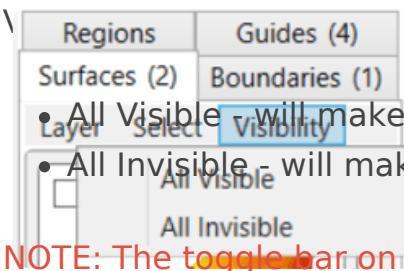 Regions Guides (4)
Surfaces (2) Boundaries (1)
• All Visible - will make
Layer Select Visibility
• All Invisible - will mak
All Visible
All Invisible
NOTE: The toggle bar on